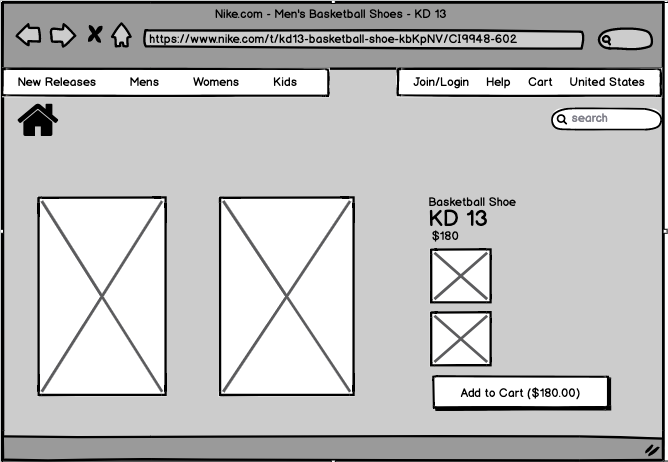 Nike.com - Men's Basketball Shoes - KD 13
https://www.nike.com/t/kd13-basketball-shoe-kbKpNV/CI9948-602
New Releases Mens Womens Kids Join/Login Help Cart United States
search
Basketball Shoe
KD 13
$180
Add to Cart ($180.00)